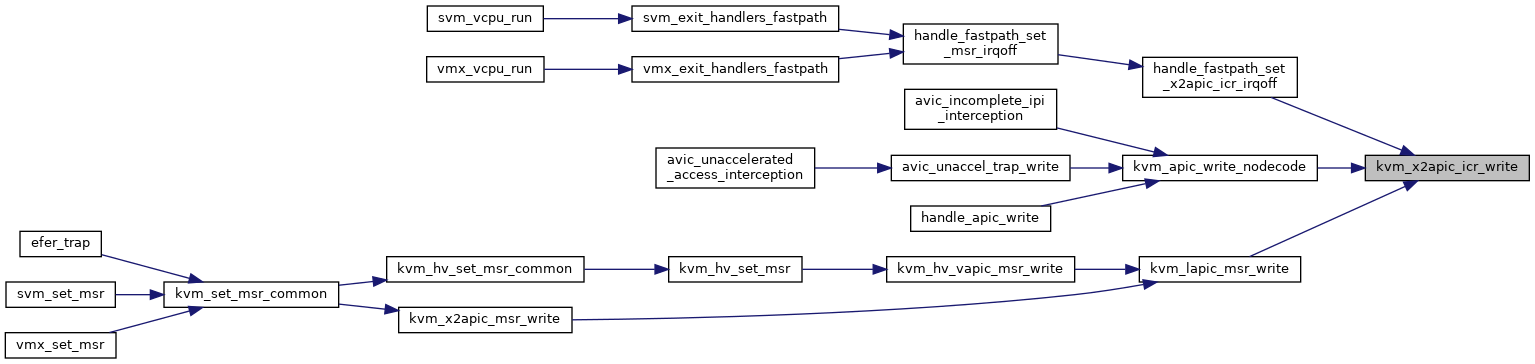 svm_vcpu_run
svm_exit_handlers_fastpath
handle_fastpath_set
_msr_irqoff
vmx_vcpu_run
vmx_exit_handlers_fastpath
handle_fastpath_set
_x2apic_icr_irqoff
avic_incomplete_ipi
_interception
avic_unaccelerated
_access_interception
avic_unaccel_trap_write
kvm_apic_write_nodecode
kvm_x2apic_icr_write
handle_apic_write
efer_trap
kvm_hv_set_msr_common
kvm_hv_set_msr
kvm_hv_vapic_msr_write
kvm_lapic_msr_write
svm_set_msr
kvm_set_msr_common
kvm_x2apic_msr_write
vmx_set_msr